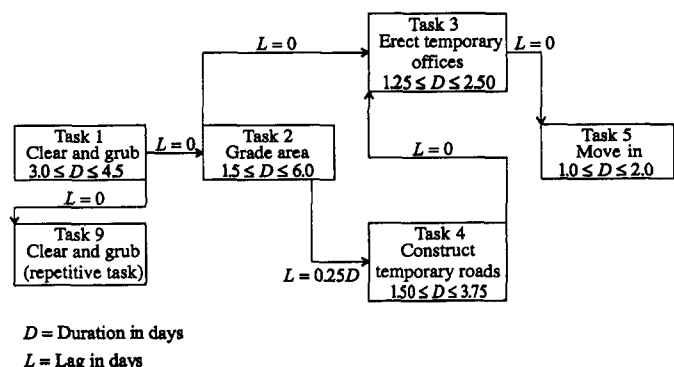 Task 3
Erect temporary
offices
1.25 ≤ D ≤ 2.50
L = 0
L = 0
Task 1
Clear and grub
3.0 ≤ D ≤ 4.5
L = 0
Task 2
Grade area
1.5 ≤ D ≤ 6.0
Task 5
Move in
1.0 ≤ D ≤ 2.0
L = 0
L = 0
Task 9
Clear and grub
(repetitive task)
L = 0.25D
Task 4
Construct
temporary roads
1.50 ≤ D ≤ 3.75
D = Duration in days
L = Lag in days